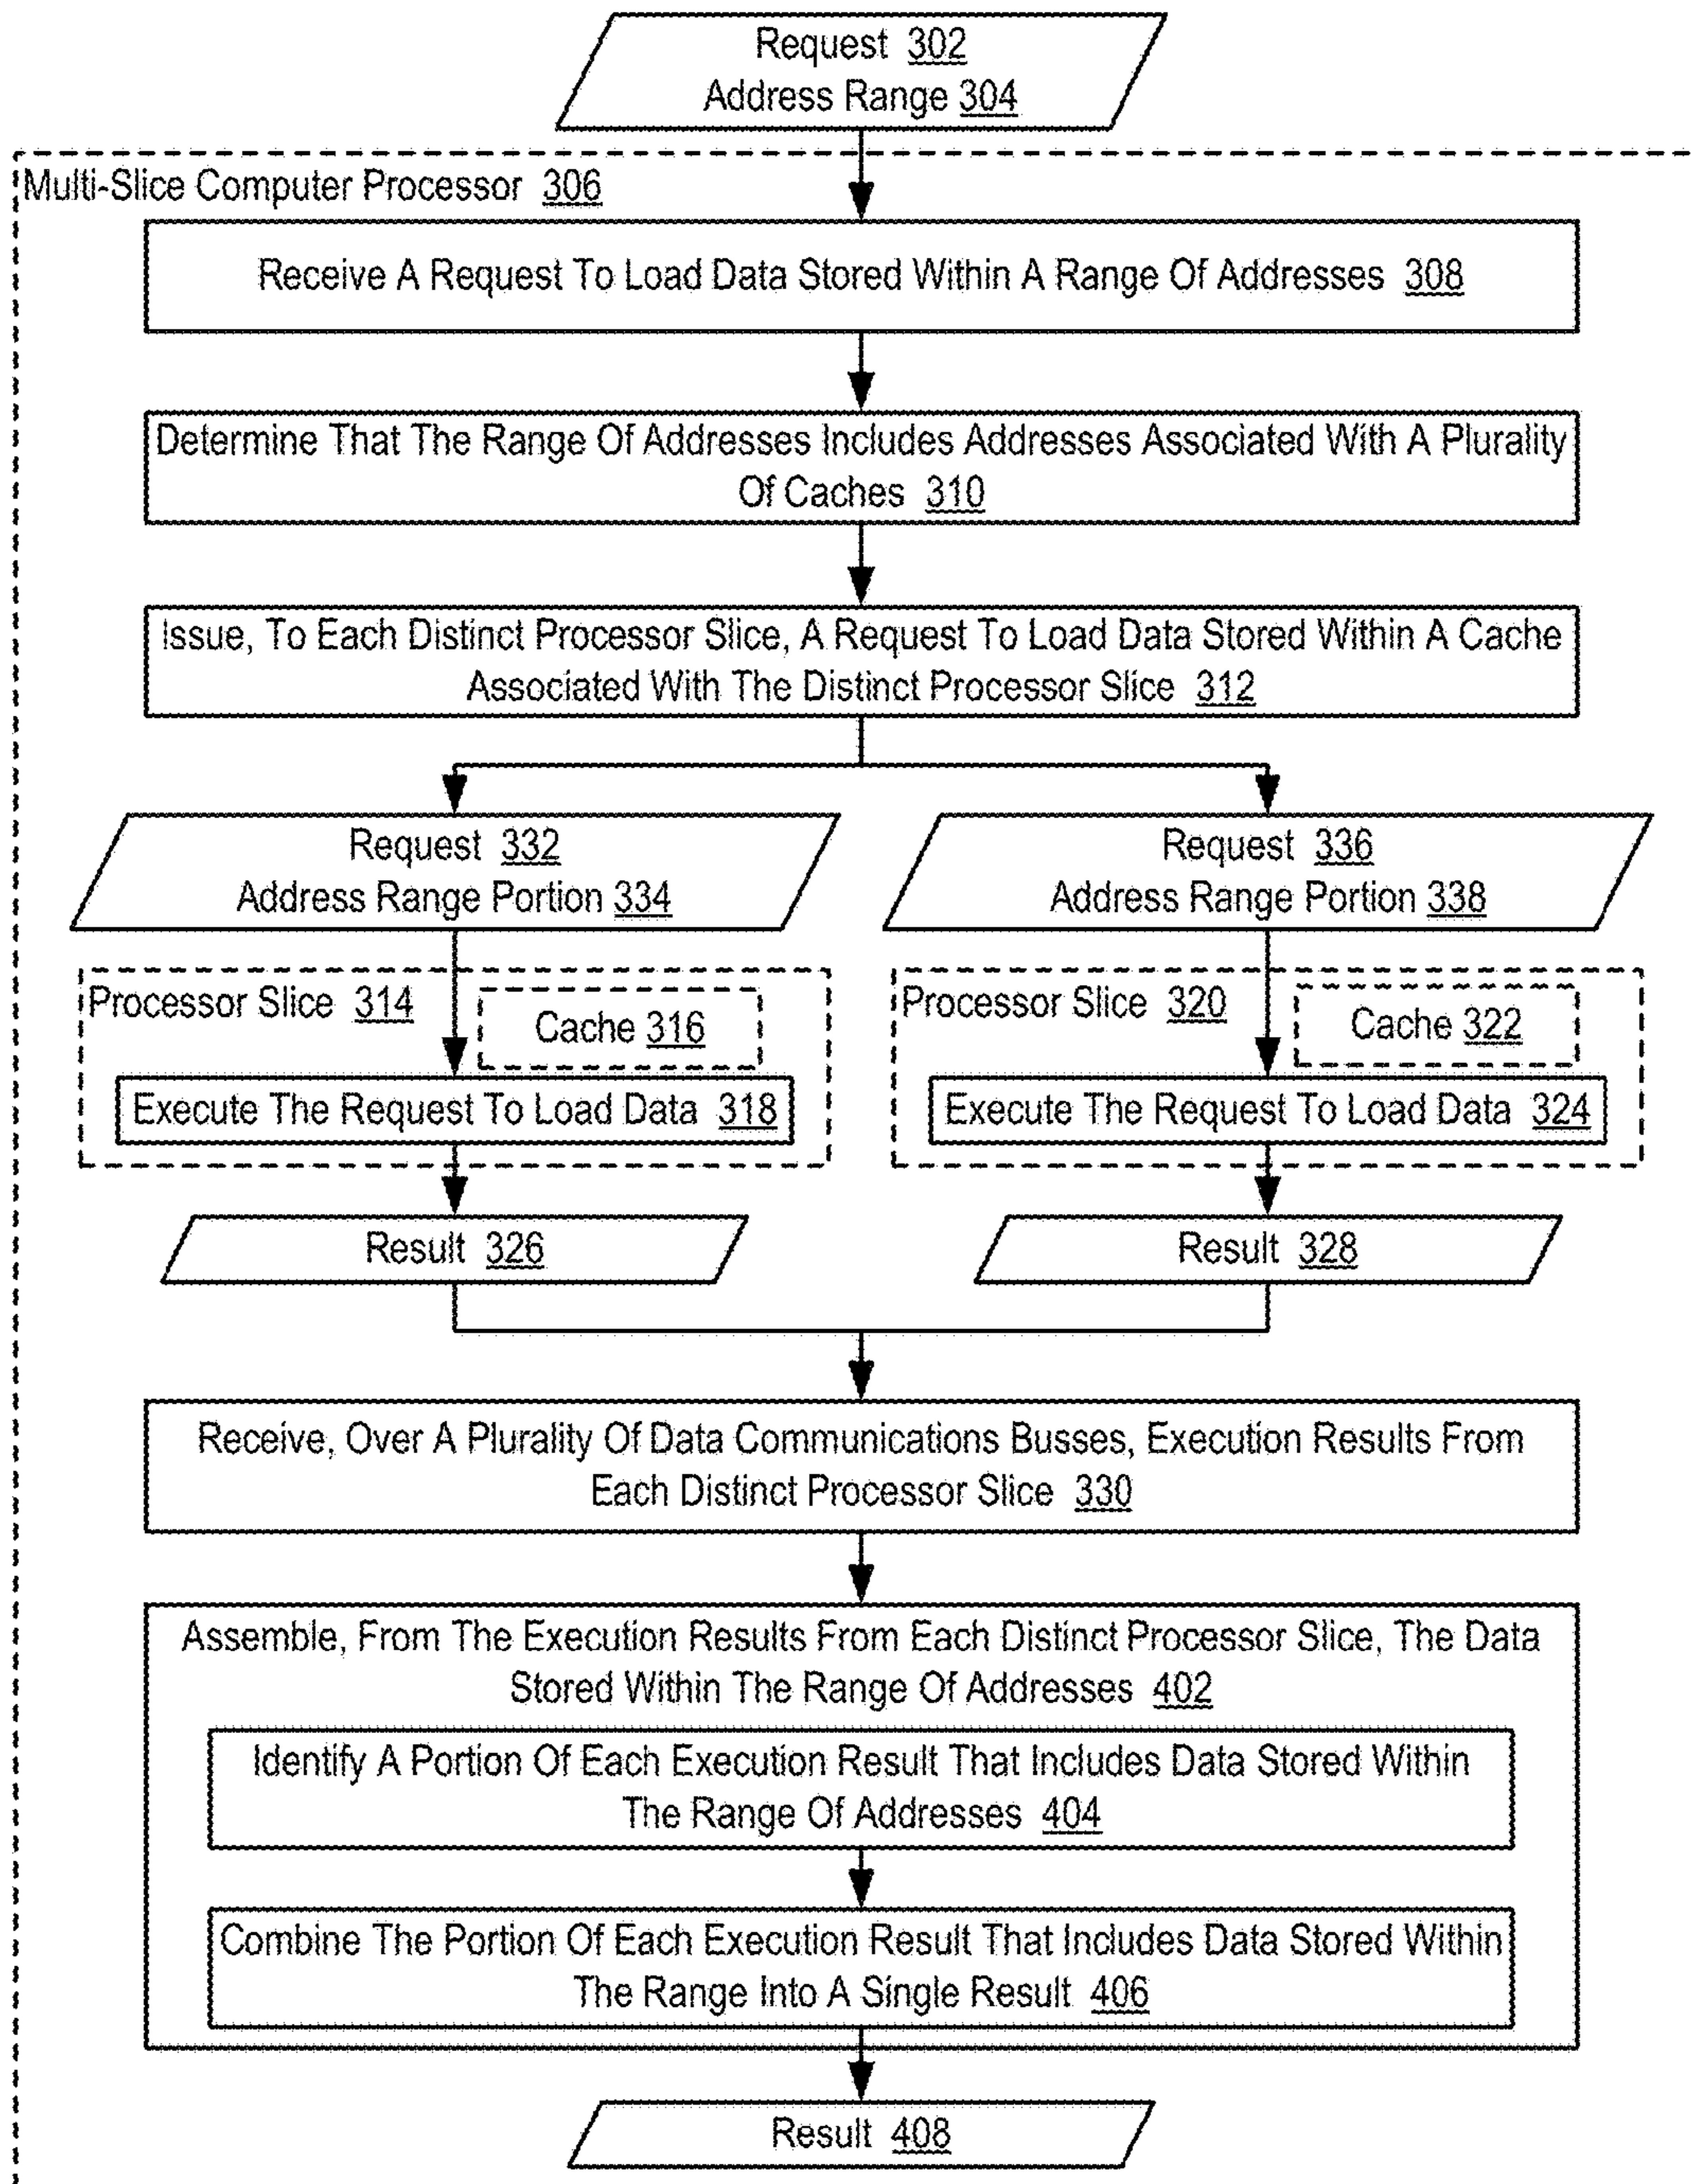 Request 302
Address Range 304
Multi-Slice Computer Processor 306
Receive A Request To Load Data Stored Within A Range Of Addresses 308
Determine That The Range Of Addresses Includes Addresses Associated With A Plurality
Of Caches 310
Issue, To Each Distinct Processor Slice, A Request To Load Data Stored Within A Cache
Associated With The Distinct Processor Slice 312
Request 332
Address Range Portion 334
Request 336
Address Range Portion 338
Processor Slice 314
Cache 316
Execute The Request To Load Data 318
Processor Slice 320
Cache 322
Execute The Request To Load Data 324
Result 326
Result 328
Receive, Over A Plurality Of Data Communications Busses, Execution Results From
Each Distinct Processor Slice 330
Assemble, From The Execution Results From Each Distinct Processor Slice, The Data
Stored Within The Range Of Addresses 402
Identify A Portion Of Each Execution Result That Includes Data Stored Within
The Range Of Addresses 404
Combine The Portion Of Each Execution Result That Includes Data Stored Within
The Range Into A Single Result 406
Result 408